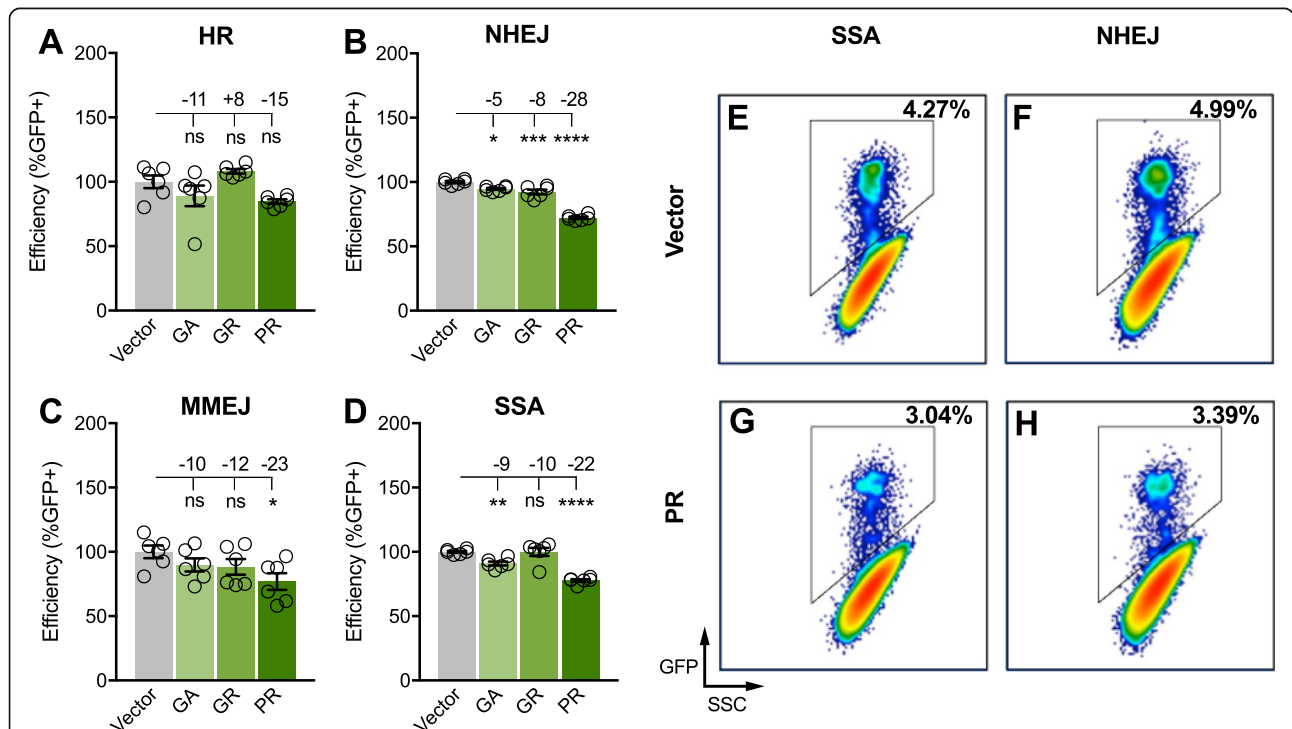 A HR
200
150
100
50
0
Efficiency (%GFP+)
-11 +8 -15
ns ns ns
Vector GA GR PR
B NHEJ
200
150
100
50
0
Efficiency (%GFP+)
-5 -8 -28
* *** ****
Vector GA GR PR
C MMEJ
200
150
100
50
0
Efficiency (%GFP+)
-10 -12 -23
ns ns *
Vector GA GR PR
D SSA
200
150
100
50
0
Efficiency (%GFP+)
-9 -10 -22
** ns ****
Vector GA GR PR
SSA NHEJ
Vector
E 4.27%
F 4.99%
PR
G 3.04%
H 3.39%
GFP
SSC